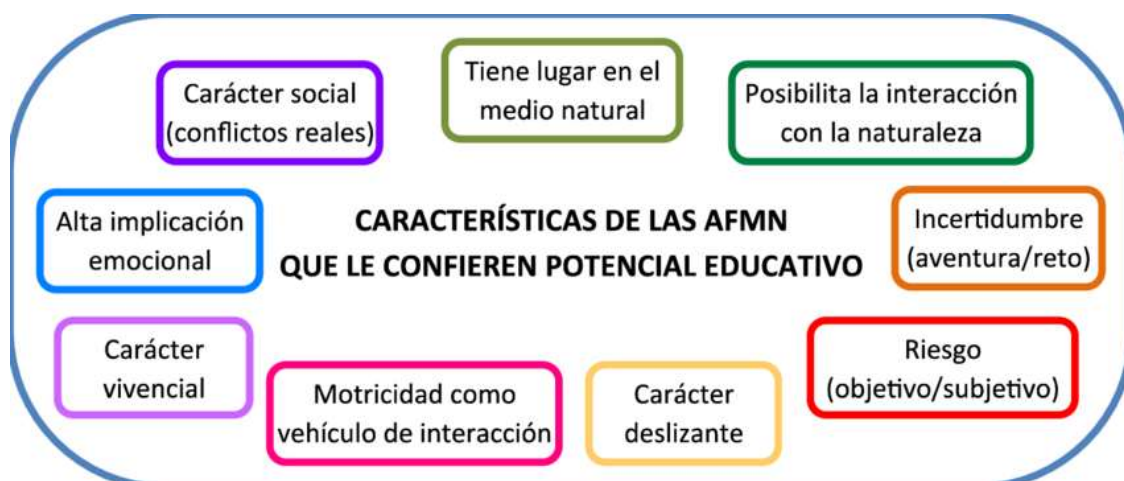 Carácter social
(conflictos reales)
Tiene lugar en el
medio natural
Posibilita la interacción
con la naturaleza
Alta implicación
emocional
CARACTERÍSTICAS DE LAS AFMN
QUE LE CONFIEREN POTENCIAL EDUCATIVO
Incertidumbre
(aventura/reto)
Carácter
vivencial
Motricidad como
vehículo de interacción
Carácter
deslizante
Riesgo
(objetivo/subjetivo)